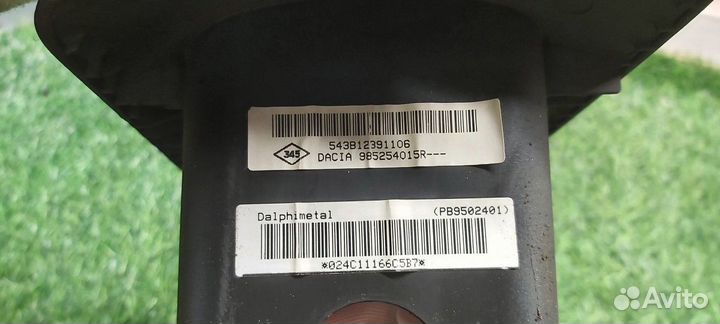 543B12391106
345 DACIA 985254015R---
Dalphimetal (PB9502401)
*024C11166C5B7*
Avito